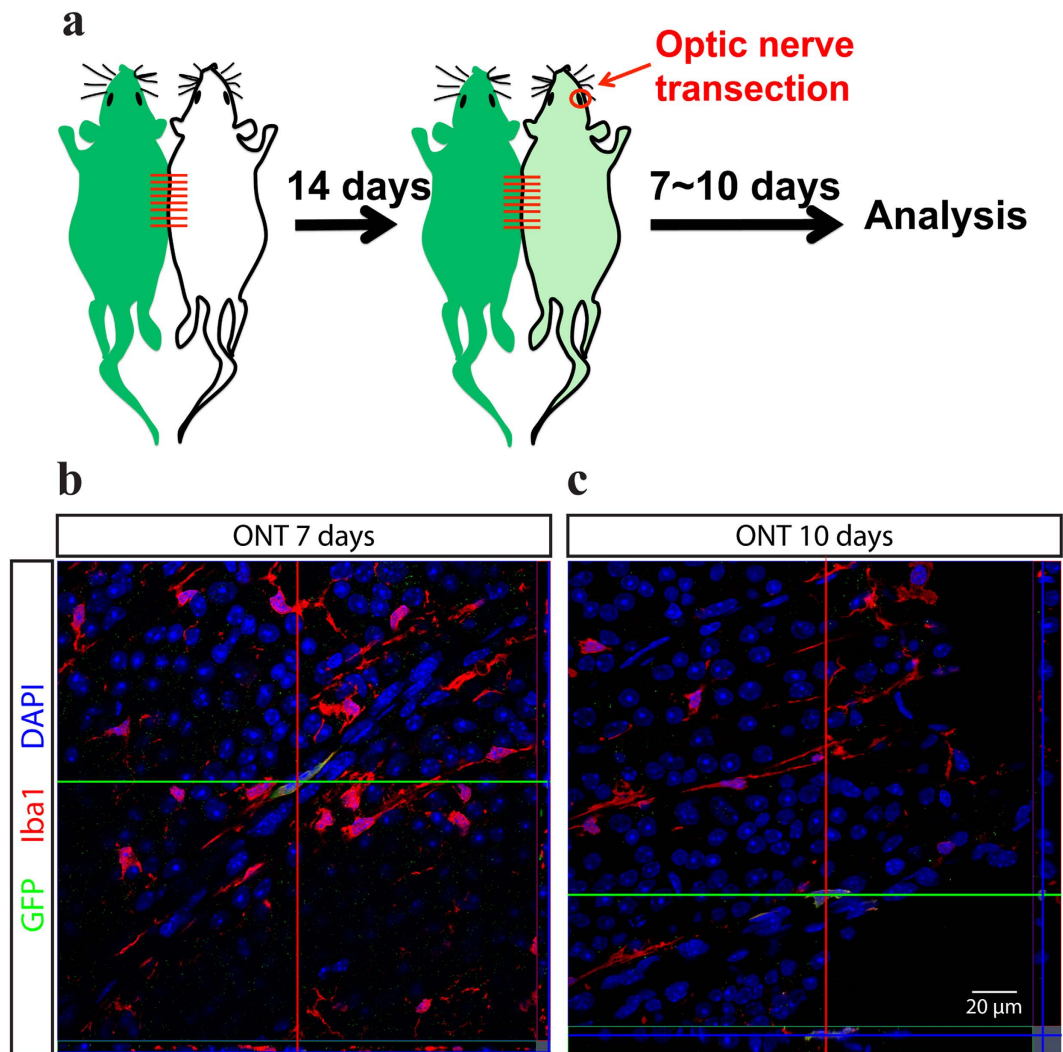 a
Optic nerve
transection
14 days
7~10 days
Analysis
b
c
ONT 7 days
ONT 10 days
GFP Iba1 DAPI
20 µm